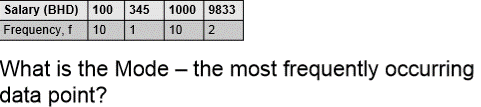 Salary (BHD) 100 345 1000 9833
Frequency, f 10 1 10 2
What is the Mode – the most frequently occurring
data point?